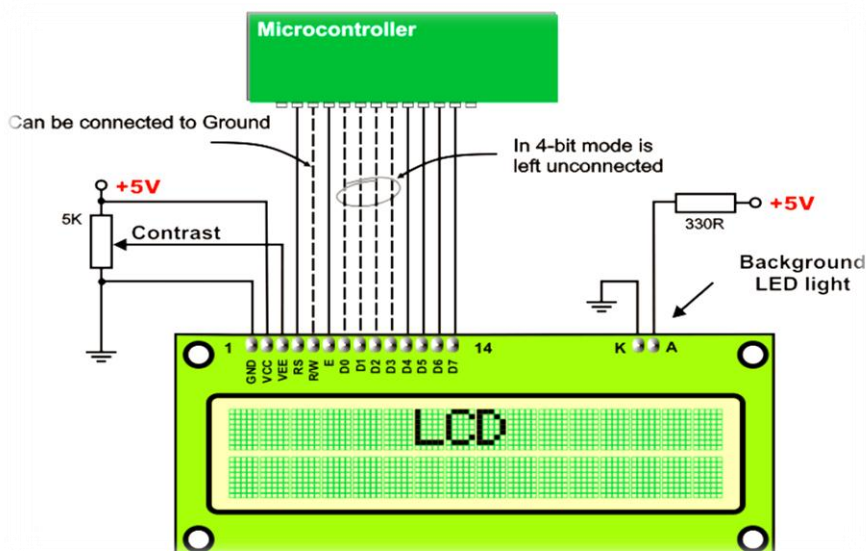 Microcontroller
Can be connected to Ground
In 4-bit mode is
left unconnected
+5V
5K
Contrast
+5V
330R
Background
LED light
1
GND
VCC
VEE
RS
R/W
E
D0
D1
D2
D3
D4
D5
D6
D7
14
K
A
LCD